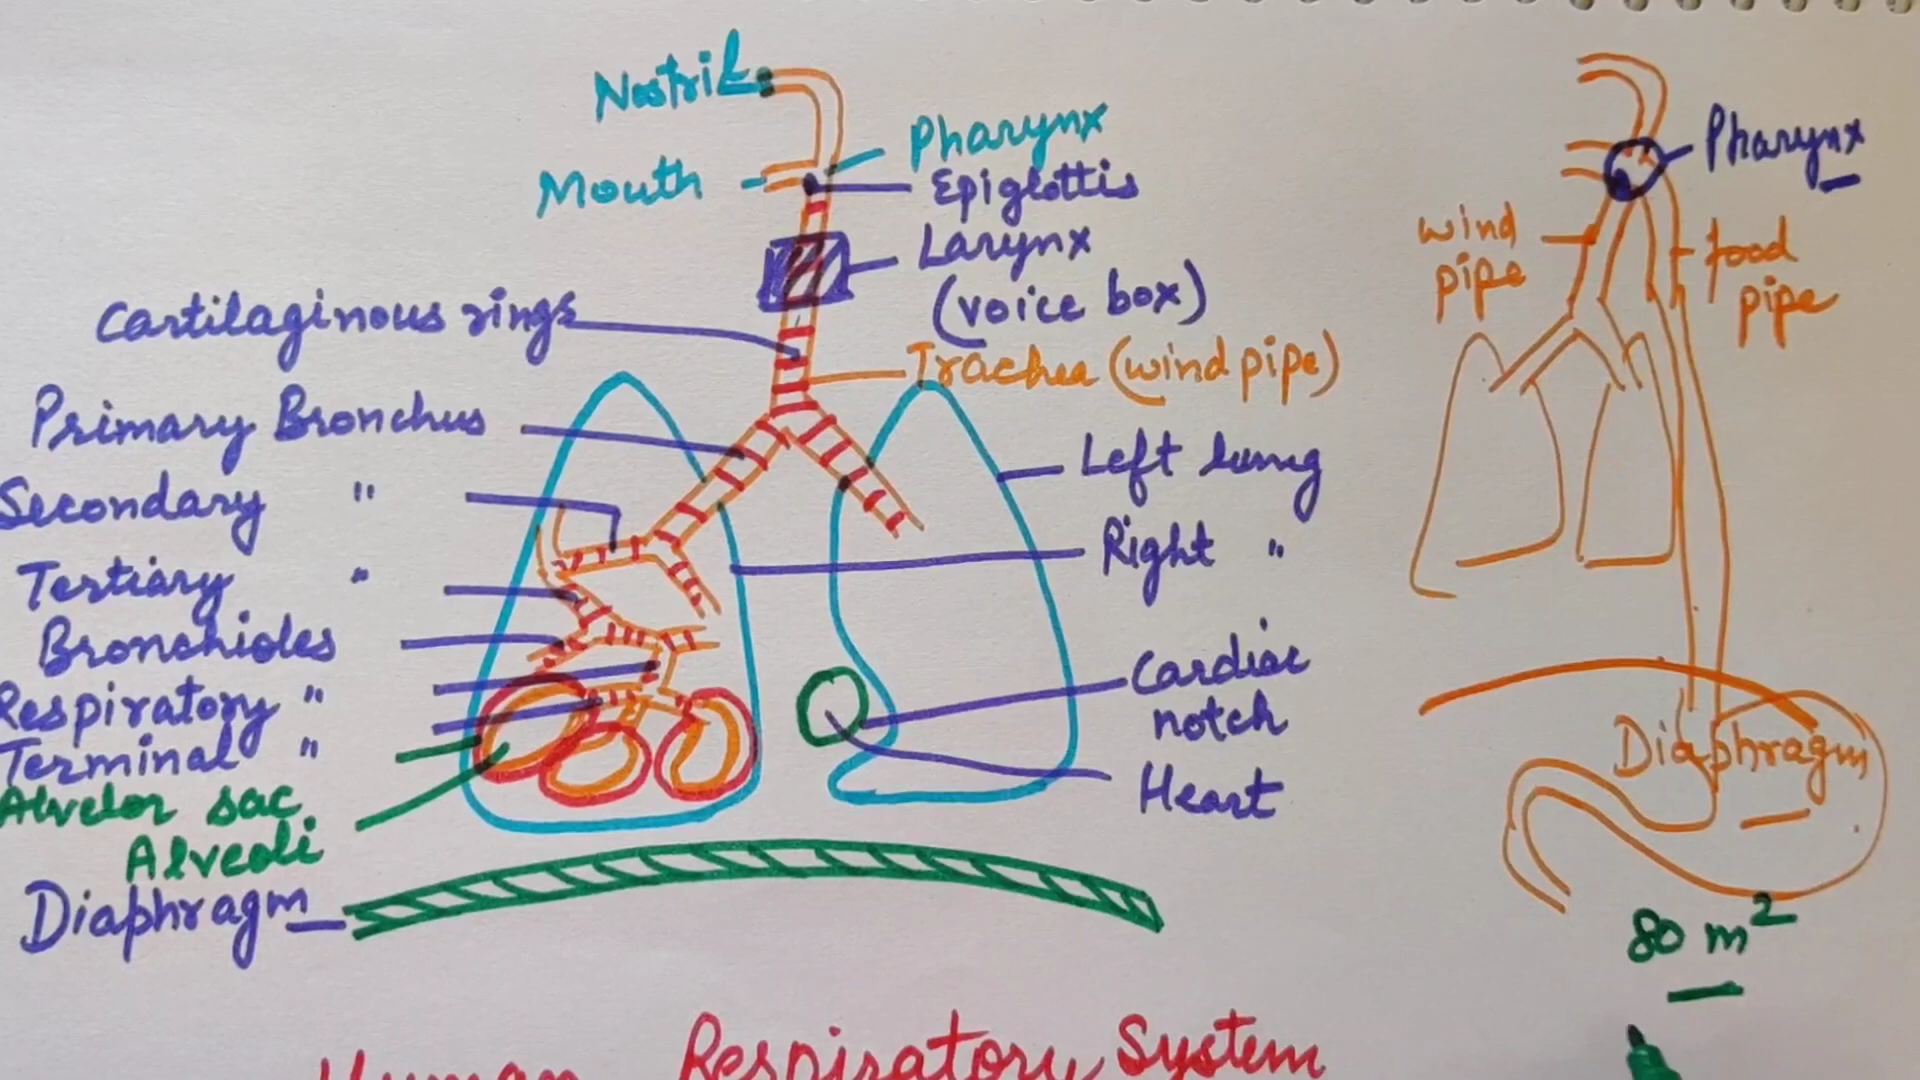 Nostril
Mouth
Pharynx
Epiglottis
Larynx
(voice box)
Cartilaginous rings
Trachea (wind pipe)
Primary Bronchus
Secondary "
Tertiary "
Bronchioles
Respiratory "
Terminal "
Alvelor sac
Alveoli
Diaphragm
Left lung
Right "
Cardiac
notch
Heart
Pharynx
wind
pipe
food
pipe
Diaphragm
80 m²
Human Respiratory System